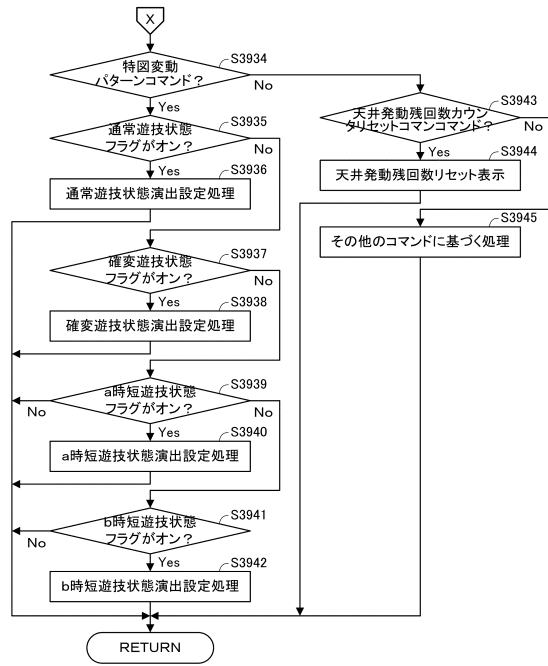 X
S3934
特図変動
パターンコマンド？
No
Yes
S3935
通常遊技状態
フラグがオン？
No
Yes
S3936
通常遊技状態演出設定処理
S3937
確変遊技状態
フラグがオン？
No
Yes
S3938
確変遊技状態演出設定処理
S3939
a時短遊技状態
フラグがオン？
No
No
Yes
S3940
a時短遊技状態演出設定処理
S3941
b時短遊技状態
フラグがオン？
No
Yes
S3942
b時短遊技状態演出設定処理
S3943
天井発動残回数カウン
タリセットコマンコマンド？
No
Yes
S3944
天井発動残回数リセット表示
S3945
その他のコマンドに基づく処理
RETURN